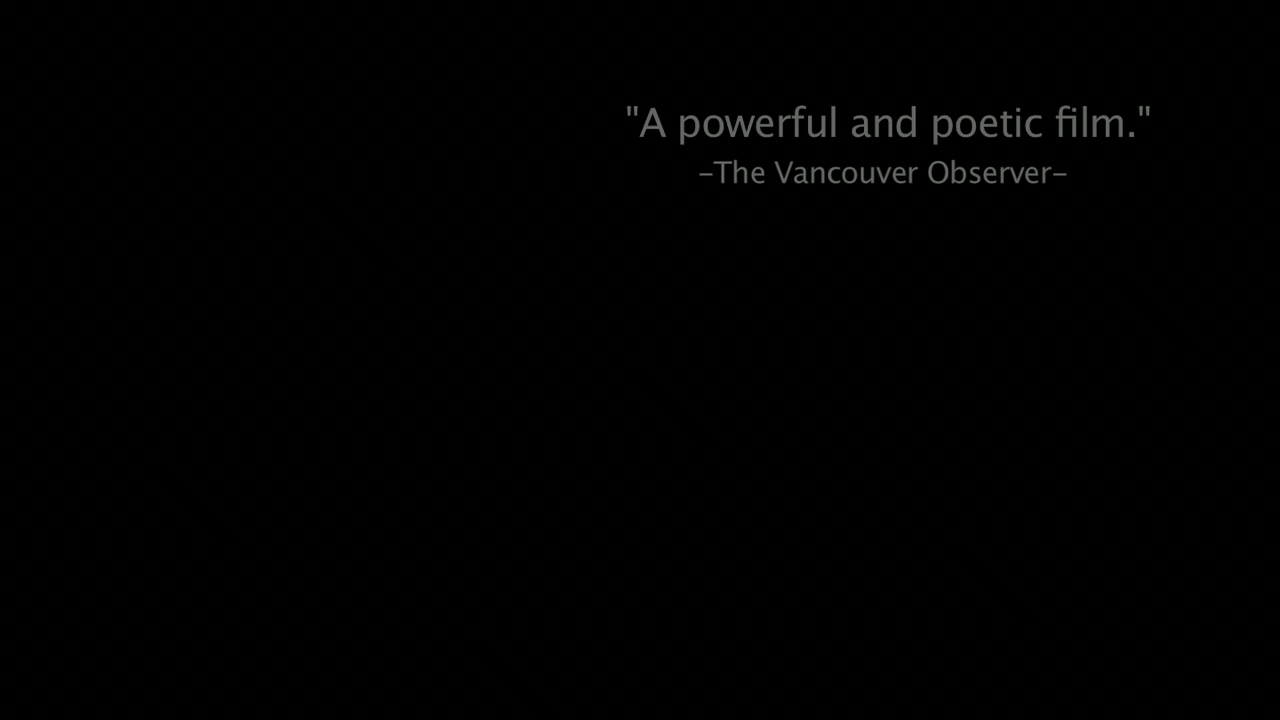 "A powerful and poetic film."
–The Vancouver Observer–